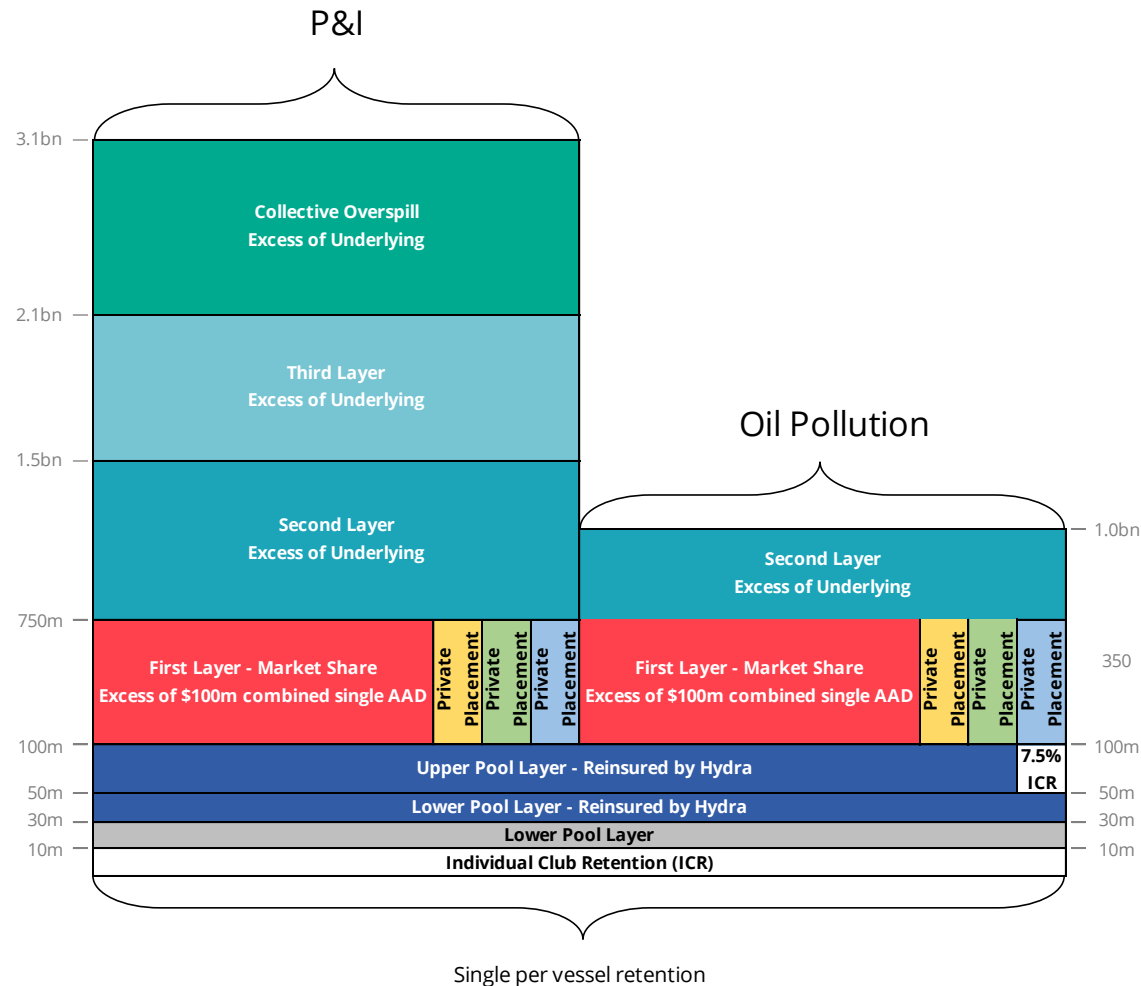 P&I
3.1bn
Collective Overspill
Excess of Underlying
2.1bn
Third Layer
Excess of Underlying
Oil Pollution
1.5bn
Second Layer
Excess of Underlying
1.0bn
Second Layer
Excess of Underlying
750m
First Layer - Market Share
Excess of $100m combined single AAD
Private
Placement
Private
Placement
Private
Placement
First Layer - Market Share
Excess of $100m combined single AAD
Private
Placement
Private
Placement
Private
Placement
350
100m
100m
Upper Pool Layer - Reinsured by Hydra
7.5%
ICR
50m
50m
Lower Pool Layer - Reinsured by Hydra
30m
30m
Lower Pool Layer
10m
10m
Individual Club Retention (ICR)
Single per vessel retention